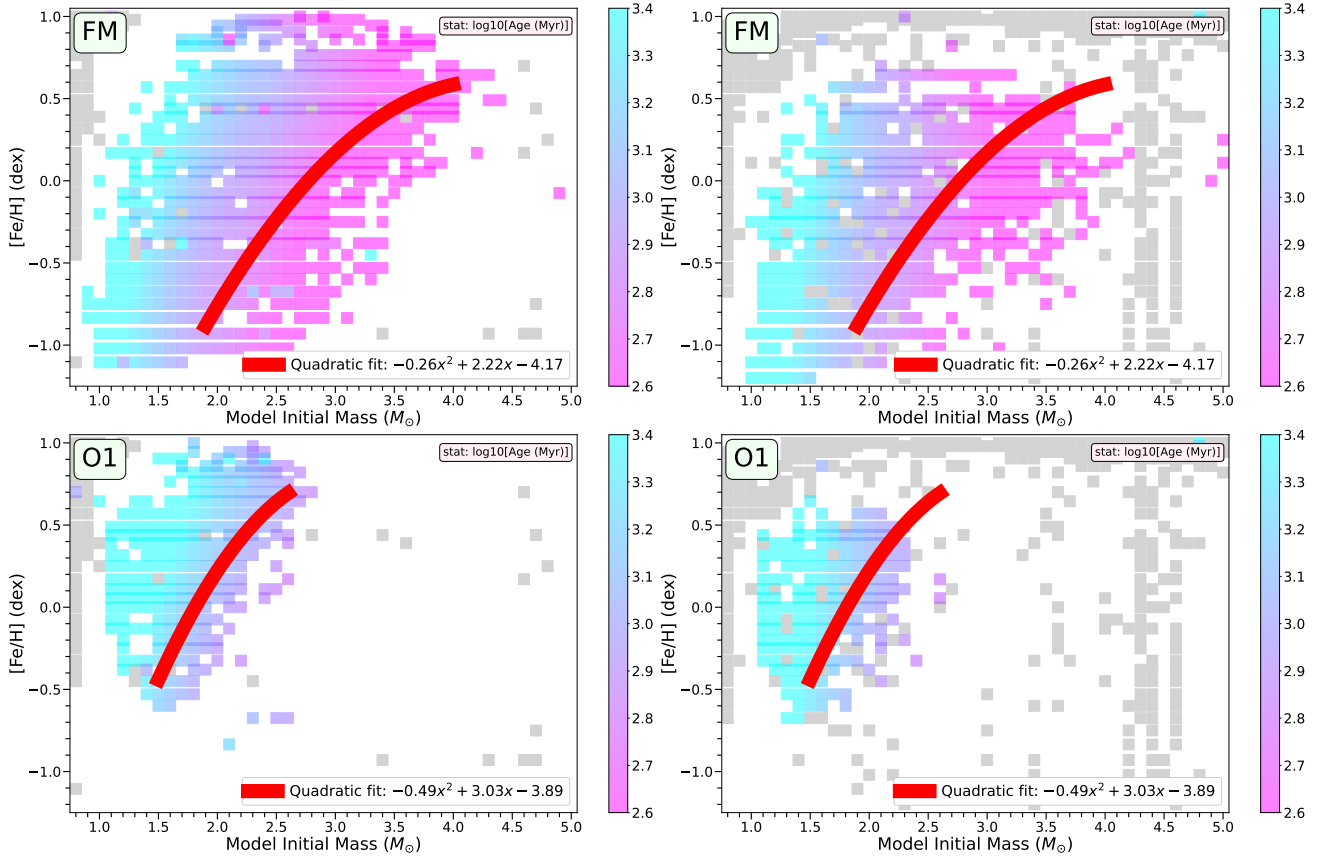 FM
stat: log10[Age (Myr)]
1.0
0.5
0.0
−0.5
−1.0
[Fe/H] (dex)
Quadratic fit: −0.26x² + 2.22x − 4.17
1.0 1.5 2.0 2.5 3.0 3.5 4.0 4.5 5.0
Model Initial Mass (M⊙)
3.4
3.3
3.2
3.1
3.0
2.9
2.8
2.7
2.6
FM
stat: log10[Age (Myr)]
1.0
0.5
0.0
−0.5
−1.0
[Fe/H] (dex)
Quadratic fit: −0.26x² + 2.22x − 4.17
1.0 1.5 2.0 2.5 3.0 3.5 4.0 4.5 5.0
Model Initial Mass (M⊙)
3.4
3.3
3.2
3.1
3.0
2.9
2.8
2.7
2.6
O1
stat: log10[Age (Myr)]
1.0
0.5
0.0
−0.5
−1.0
[Fe/H] (dex)
Quadratic fit: −0.49x² + 3.03x − 3.89
1.0 1.5 2.0 2.5 3.0 3.5 4.0 4.5 5.0
Model Initial Mass (M⊙)
3.4
3.3
3.2
3.1
3.0
2.9
2.8
2.7
2.6
O1
stat: log10[Age (Myr)]
1.0
0.5
0.0
−0.5
−1.0
[Fe/H] (dex)
Quadratic fit: −0.49x² + 3.03x − 3.89
1.0 1.5 2.0 2.5 3.0 3.5 4.0 4.5 5.0
Model Initial Mass (M⊙)
3.4
3.3
3.2
3.1
3.0
2.9
2.8
2.7
2.6